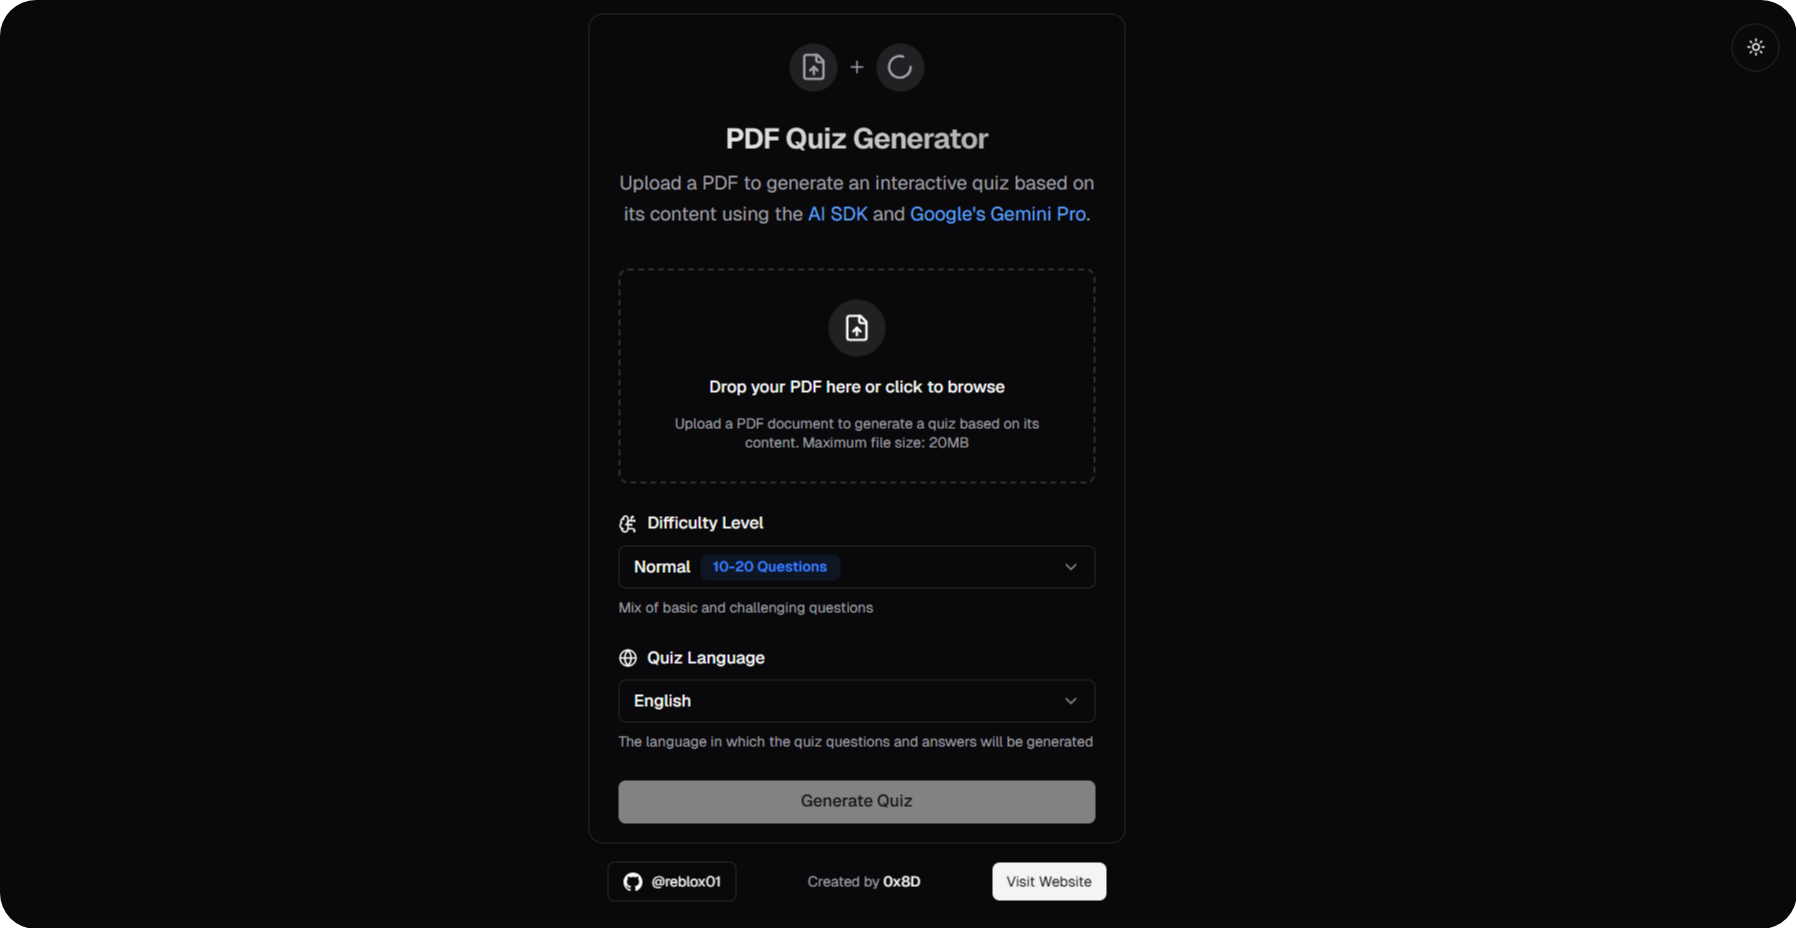 PDF Quiz Generator
Upload a PDF to generate an interactive quiz based on
its content using the AI SDK and Google's Gemini Pro.
Drop your PDF here or click to browse
Upload a PDF document to generate a quiz based on its
content. Maximum file size: 20MB
Difficulty Level
Normal 10-20 Questions
Mix of basic and challenging questions
Quiz Language
English
The language in which the quiz questions and answers will be generated
Generate Quiz
@reblox01 Created by 0x8D Visit Website